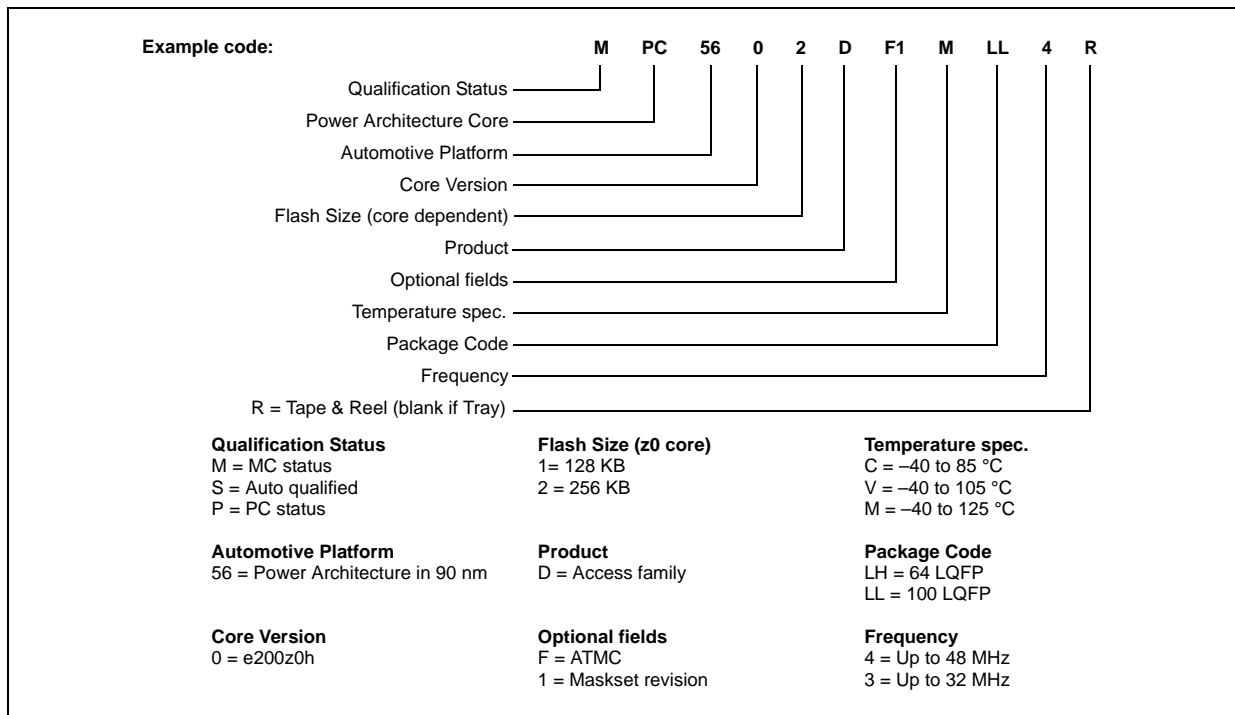 Example code: M PC 56 0 2 D F1 M LL 4 R
Qualification Status
Power Architecture Core
Automotive Platform
Core Version
Flash Size (core dependent)
Product
Optional fields
Temperature spec.
Package Code
Frequency
R = Tape & Reel (blank if Tray)
Qualification Status
M = MC status
S = Auto qualified
P = PC status
Flash Size (z0 core)
1= 128 KB
2 = 256 KB
Temperature spec.
C = –40 to 85 °C
V = –40 to 105 °C
M = –40 to 125 °C
Automotive Platform
56 = Power Architecture in 90 nm
Product
D = Access family
Package Code
LH = 64 LQFP
LL = 100 LQFP
Core Version
0 = e200z0h
Optional fields
F = ATMC
1 = Maskset revision
Frequency
4 = Up to 48 MHz
3 = Up to 32 MHz